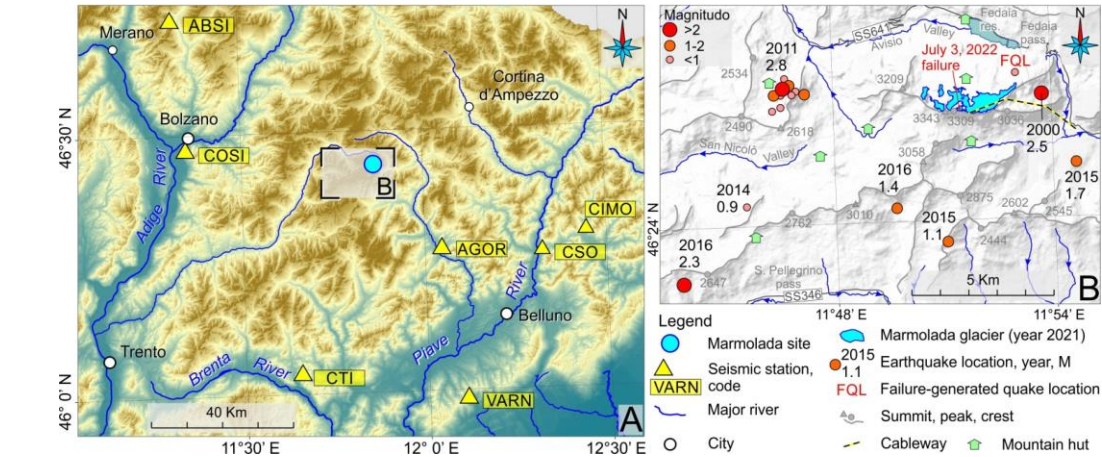 ABSI
Merano
N
Cortina
d'Ampezzo
Bolzano
COSI
B
Adige River
CIMO
AGOR
CSO
Piave River
Belluno
Trento
Brenta River
CTI
VARN
40 Km
A
46°30' N
46° 0' N
11°30' E
12° 0' E
12°30' E
Magnitudo
>2
1-2
<1
2011
2.8
2534
SS641
Avisio Valley
Fedaia
res.
Fedaia
pass
N
July 3, 2022
failure
FQL
3209
3343
3309
3036
2490
2618
2000
2.5
San Nicoló Valley
3058
2016
1.4
2015
1.7
2014
0.9
2875
2602
2545
3010
2762
2015
1.1
2444
2016
2.3
2647
S. Pellegrino
pass
SS346
5 Km
B
46°24' N
11°48' E
11°54' E
Legend
Marmolada site
Seismic station,
code
VARN
Major river
City
Marmolada glacier (year 2021)
2015
1.1
Earthquake location, year, M
FQL
Failure-generated quake location
Summit, peak, crest
Cableway
Mountain hut